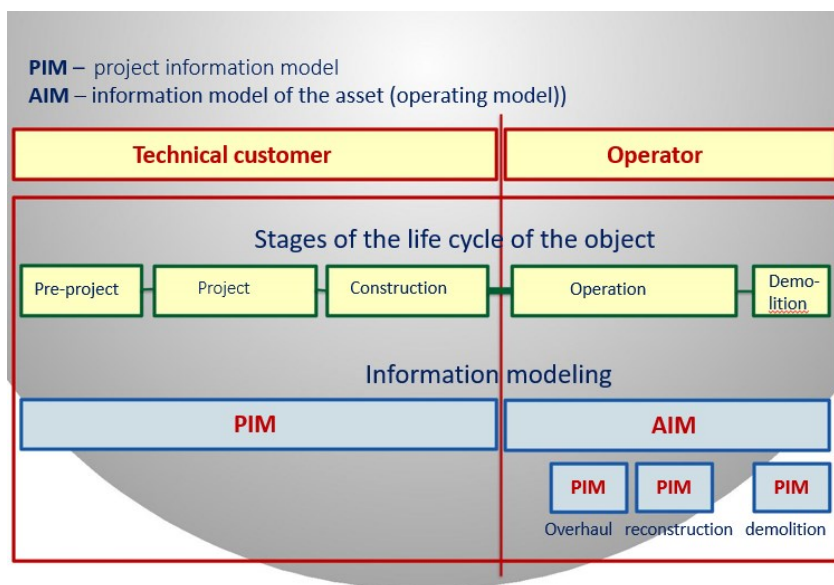 PIM – project information model
AIM – information model of the asset (operating model))
Technical customer
Operator
Stages of the life cycle of the object
Pre-project
Project
Construction
Operation
Demo-
lition
Information modeling
PIM
AIM
PIM
PIM
PIM
Overhaul
reconstruction
demolition